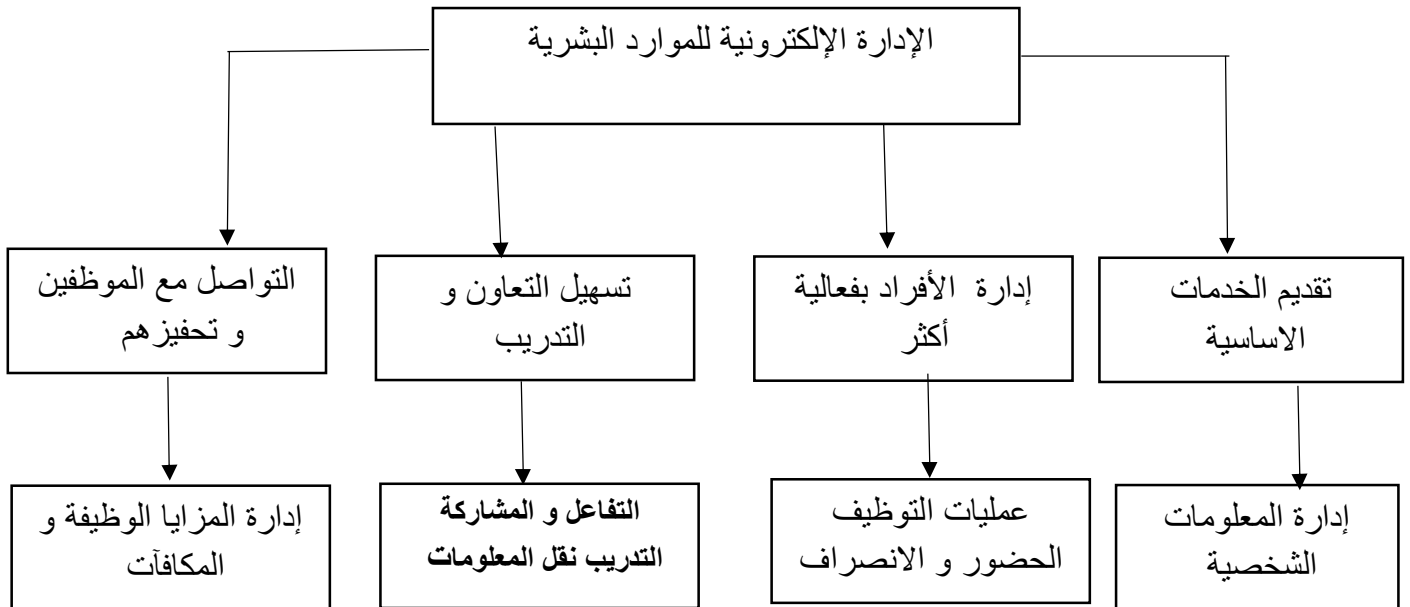 الإدارة الإلكترونية للموارد البشرية
تقديم الخدمات
الاساسية
إدارة الأفراد بفعالية
أكثر
تسهيل التعاون و
التدريب
التواصل مع الموظفين
و تحفيزهم
إدارة المعلومات
الشخصية
عمليات التوظيف
الحضور و الانصراف
التفاعل و المشاركة
التدريب نقل المعلومات
إدارة المزايا الوظيفة و
المكافآت